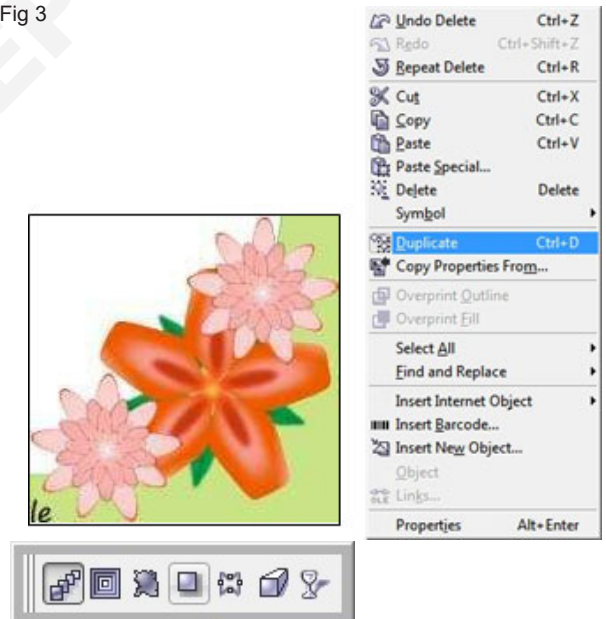 Fig 3
Undo Delete Ctrl+Z
Redo Ctrl+Shift+Z
Repeat Delete Ctrl+R
Cut Ctrl+X
Copy Ctrl+C
Paste Ctrl+V
Paste Special...
Delete Delete
Symbol
Duplicate Ctrl+D
Copy Properties From...
Overprint Outline
Overprint Fill
Select All
Find and Replace
Insert Internet Object
Insert Barcode...
Insert New Object...
Object
Links...
Properties Alt+Enter
le